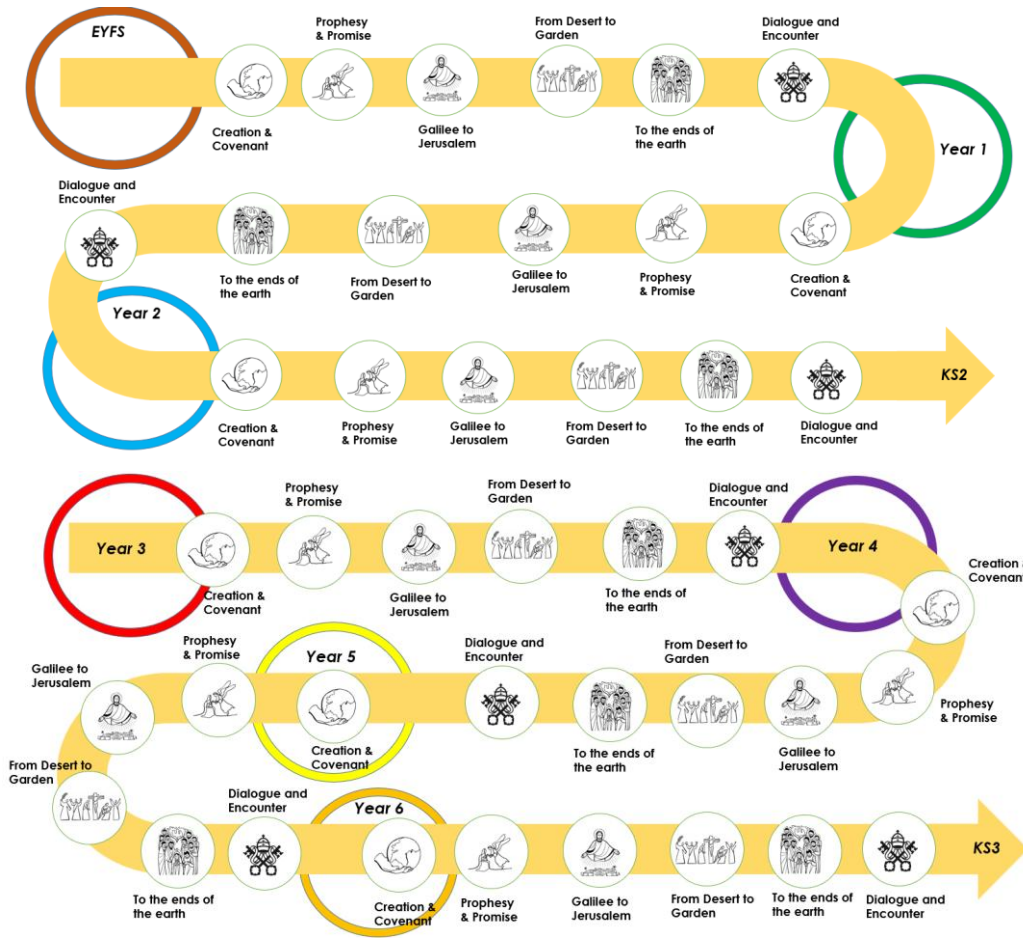 EYFS
Prophesy
& Promise
From Desert to
Garden
Dialogue and
Encounter
Creation &
Covenant
Galilee to
Jerusalem
To the ends of
the earth
Year 1
Dialogue and
Encounter
To the ends of
the earth
From Desert to
Garden
Galilee to
Jerusalem
Prophesy
& Promise
Creation &
Covenant
Year 2
KS2
Creation &
Covenant
Prophesy
& Promise
Galilee to
Jerusalem
From Desert to
Garden
To the ends of
the earth
Dialogue and
Encounter
Year 3
Creation &
Covenant
Prophesy
& Promise
Galilee to
Jerusalem
From Desert to
Garden
To the ends of
the earth
Dialogue and
Encounter
Year 4
Creation &
Covenant
Prophesy
& Promise
Galilee to
Jerusalem
From Desert to
Garden
To the ends of
the earth
Dialogue and
Encounter
Year 5
Creation &
Covenant
Prophesy
& Promise
Galilee to
Jerusalem
From Desert to
Garden
To the ends of
the earth
Dialogue and
Encounter
Year 6
Creation &
Covenant
Prophesy
& Promise
Galilee to
Jerusalem
From Desert to
Garden
To the ends of
the earth
Dialogue and
Encounter
KS3